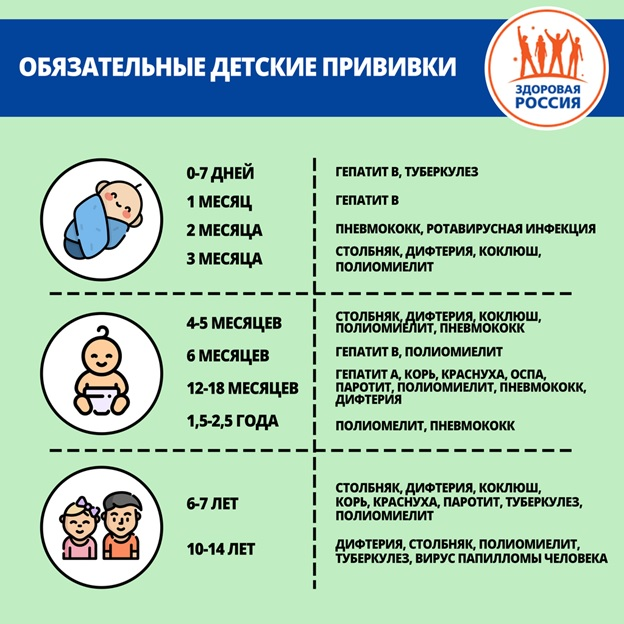 ОБЯЗАТЕЛЬНЫЕ ДЕТСКИЕ ПРИВИВКИ
ЗДОРОВАЯ
РОССИЯ
0-7 ДНЕЙ
ГЕПАТИТ В, ТУБЕРКУЛЕЗ
1 МЕСЯЦ
ГЕПАТИТ В
2 МЕСЯЦА
ПНЕВМОКОКК, РОТАВИРУСНАЯ ИНФЕКЦИЯ
3 МЕСЯЦА
СТОЛБНЯК, ДИФТЕРИЯ, КОКЛЮШ,
ПОЛИОМИЕЛИТ
4-5 МЕСЯЦЕВ
СТОЛБНЯК, ДИФТЕРИЯ, КОКЛЮШ,
ПОЛИОМИЕЛИТ, ПНЕВМОКОКК
6 МЕСЯЦЕВ
ГЕПАТИТ В, ПОЛИОМИЕЛИТ
12-18 МЕСЯЦЕВ
ГЕПАТИТ А, КОРЬ, КРАСНУХА, ОСПА,
ПАРОТИТ, ПОЛИОМИЕЛИТ, ПНЕВМОКОКК,
ДИФТЕРИЯ
1,5-2,5 ГОДА
ПОЛИОМЕЛИТ, ПНЕВМОКОКК
6-7 ЛЕТ
СТОЛБНЯК, ДИФТЕРИЯ, КОКЛЮШ,
КОРЬ, КРАСНУХА, ПАРОТИТ, ТУБЕРКУЛЕЗ,
ПОЛИОМИЕЛИТ
10-14 ЛЕТ
ДИФТЕРИЯ, СТОЛБНЯК, ПОЛИОМИЕЛИТ,
ТУБЕРКУЛЕЗ, ВИРУС ПАПИЛЛОМЫ ЧЕЛОВЕКА